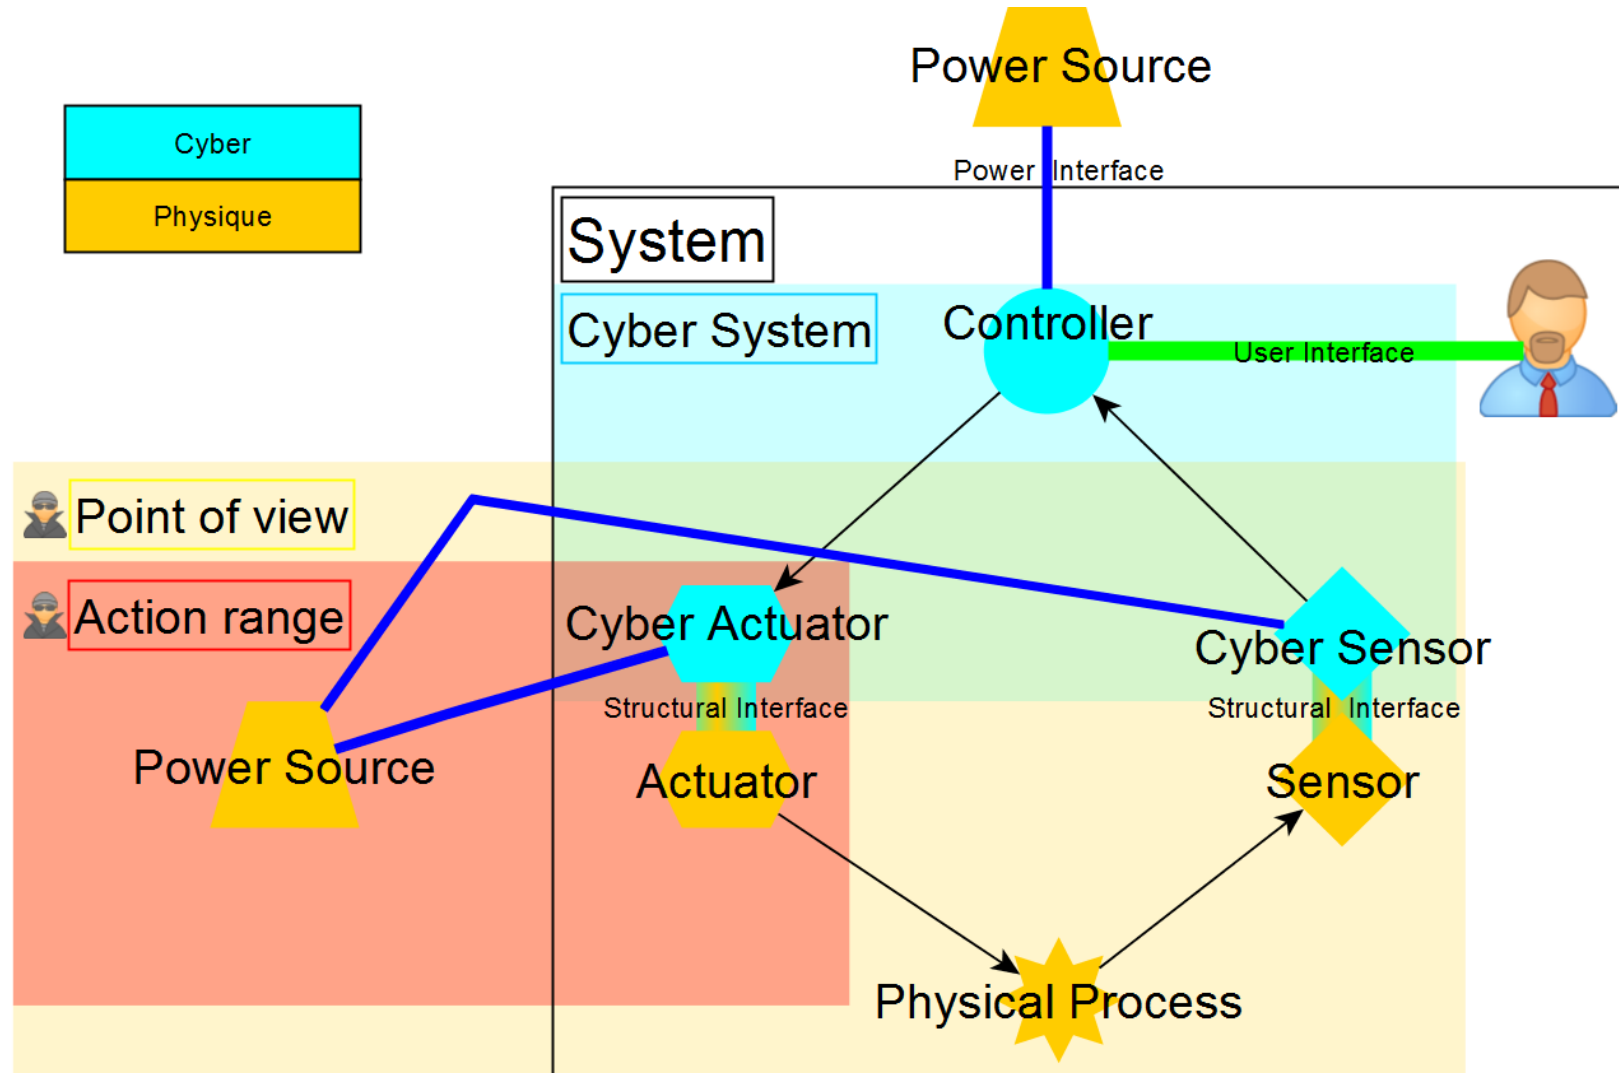 Power Source
Cyber
Physique
Power Interface
System
Controller
Cyber System
User Interface
Point of view
Action range
Cyber Actuator
Cyber Sensor
Structural Interface
Structural Interface
Power Source
Actuator
Sensor
Physical Process